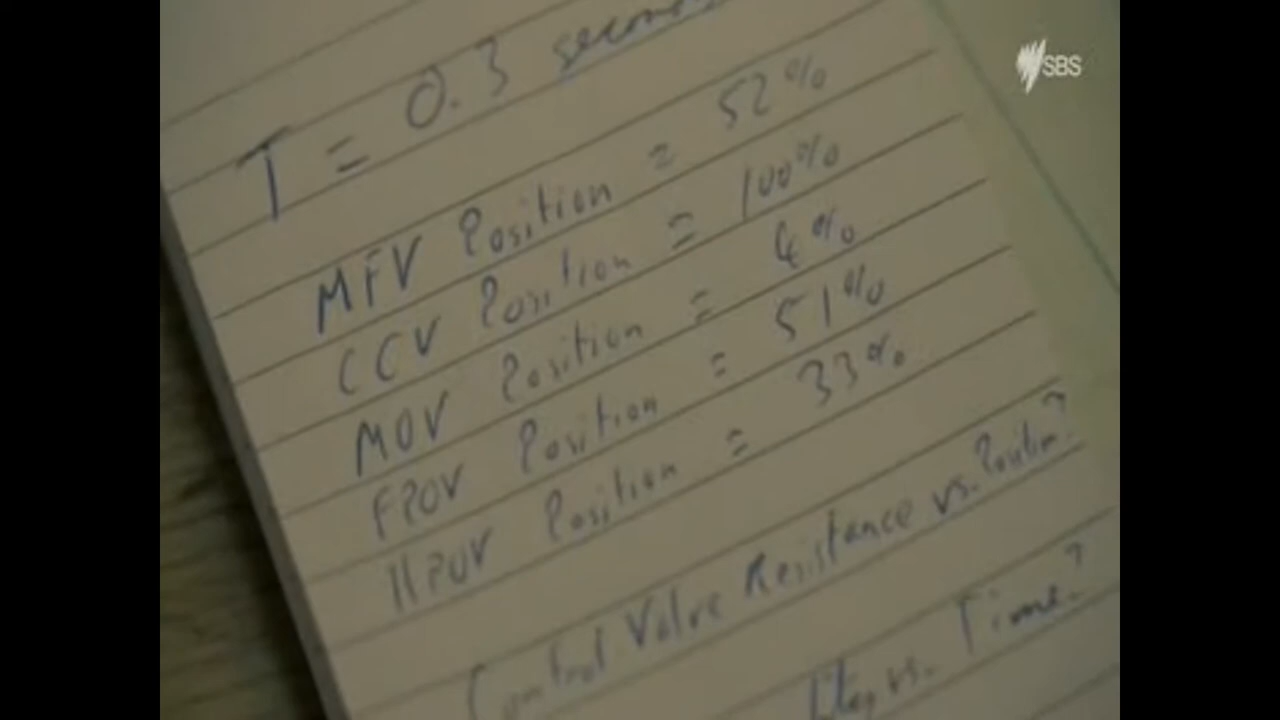 SBS
T = 0.3 seconds
MFV Position = 52%
CCV Position = 100%
MOV Position = 4%
FPOV Position = 51%
Position = 33%
Control Valve Resistance vs. Position?
vs. Time?